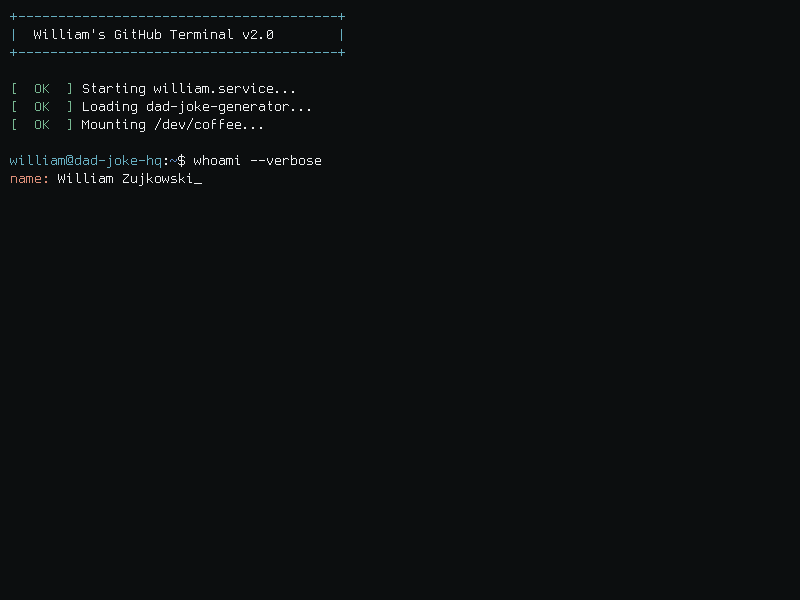 +----------------------------------------+
|  William's GitHub Terminal v2.0        |
+----------------------------------------+
[  OK  ] Starting william.service...
[  OK  ] Loading dad-joke-generator...
[  OK  ] Mounting /dev/coffee...
william@dad-joke-hq:~$ whoami --verbose
name: William Zujkowski_